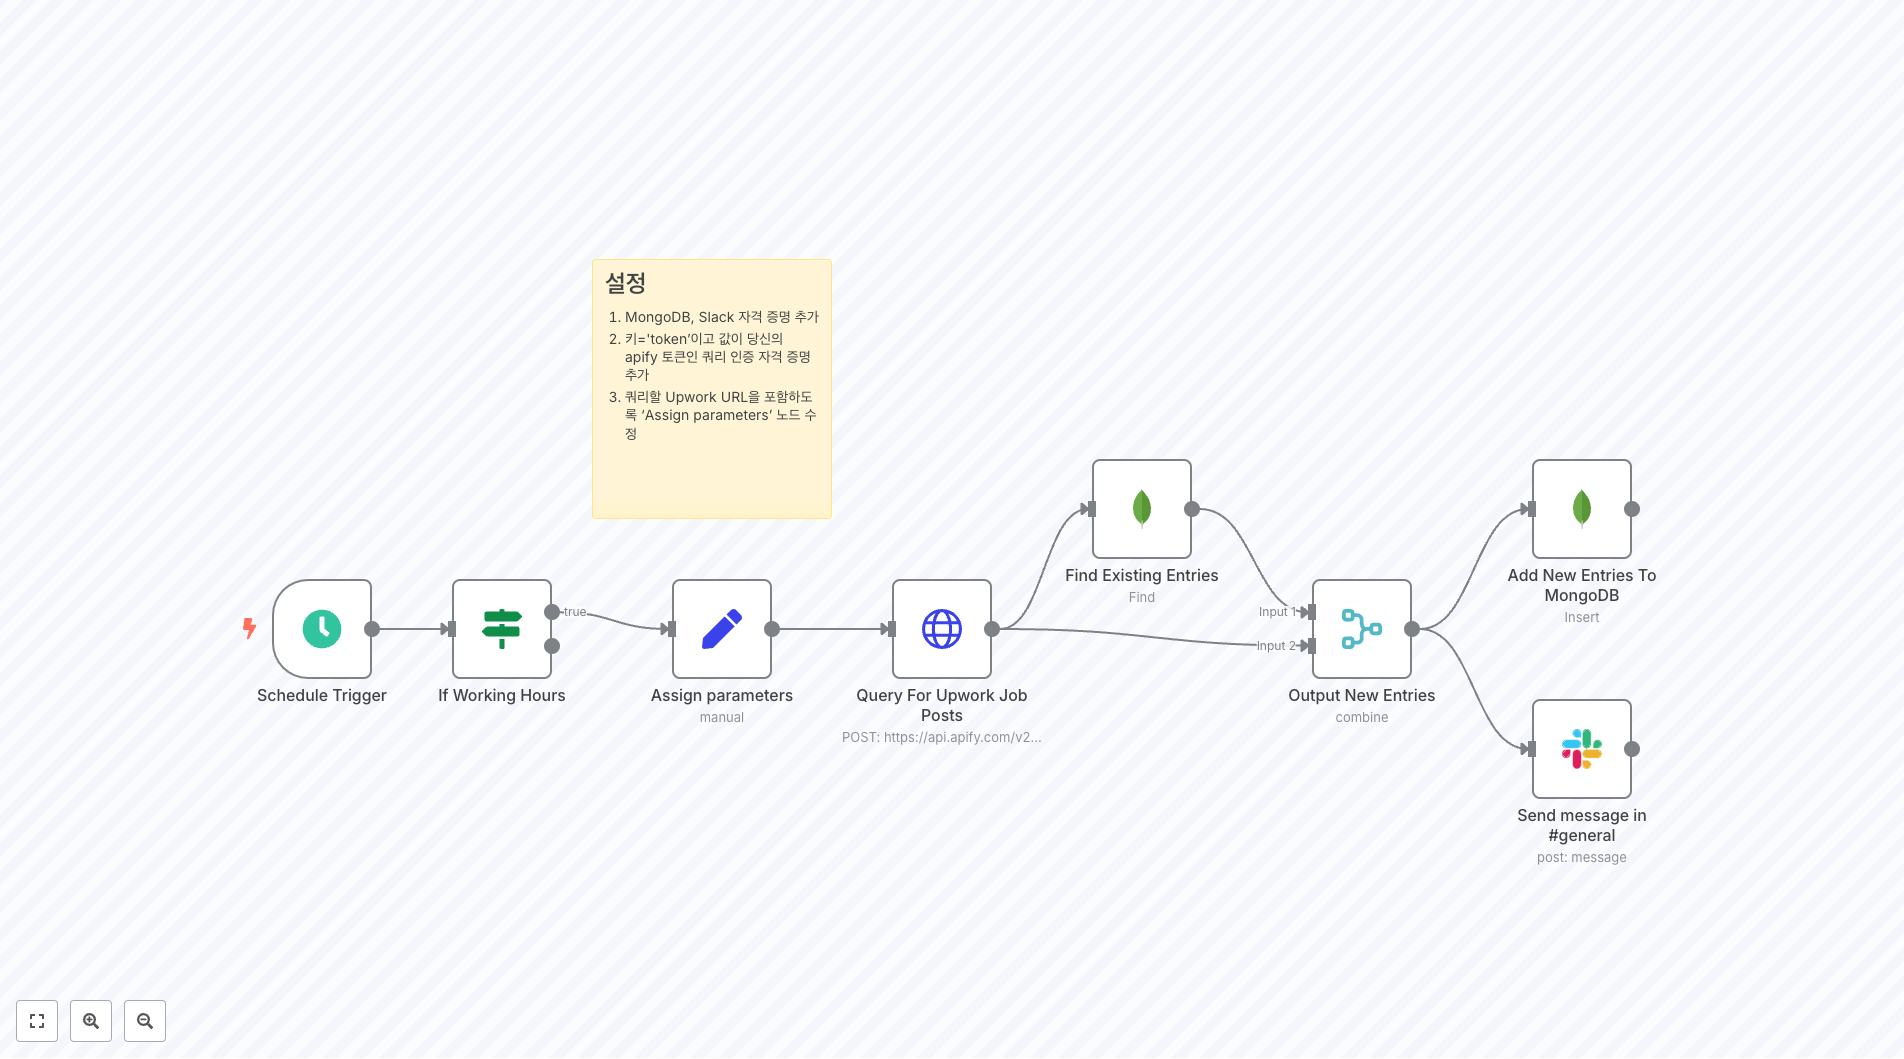 설정
1. MongoDB, Slack 자격 증명 추가
2. 키='token’이고 값이 당신의
apify 토큰인 쿼리 인증 자격 증명
추가
3. 쿼리할 Upwork URL을 포함하도
록 ‘Assign parameters’ 노드 수
정
Schedule Trigger
If Working Hours
true
Assign parameters
manual
Query For Upwork Job
Posts
POST: https://api.apify.com/v2...
Find Existing Entries
Find
Input 1
Input 2
Output New Entries
combine
Add New Entries To
MongoDB
Insert
Send message in
#general
post: message